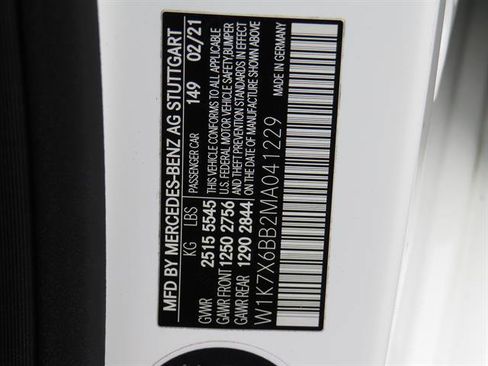 MFD BY MERCEDES-BENZ AG STUTTGART
KG LBS PASSENGER CAR 149 02/21
GVWR 2515 5545 THIS VEHICLE CONFORMS TO ALL APPLICABLE
GAWR FRONT 1250 2756 U.S. FEDERAL MOTOR VEHICLE SAFETY, BUMPER
GAWR REAR 1290 2844 AND THEFT PREVENTION STANDARDS IN EFFECT
ON THE DATE OF MANUFACTURE SHOWN ABOVE
W1K7X6BB2MA041229 MADE IN GERMANY